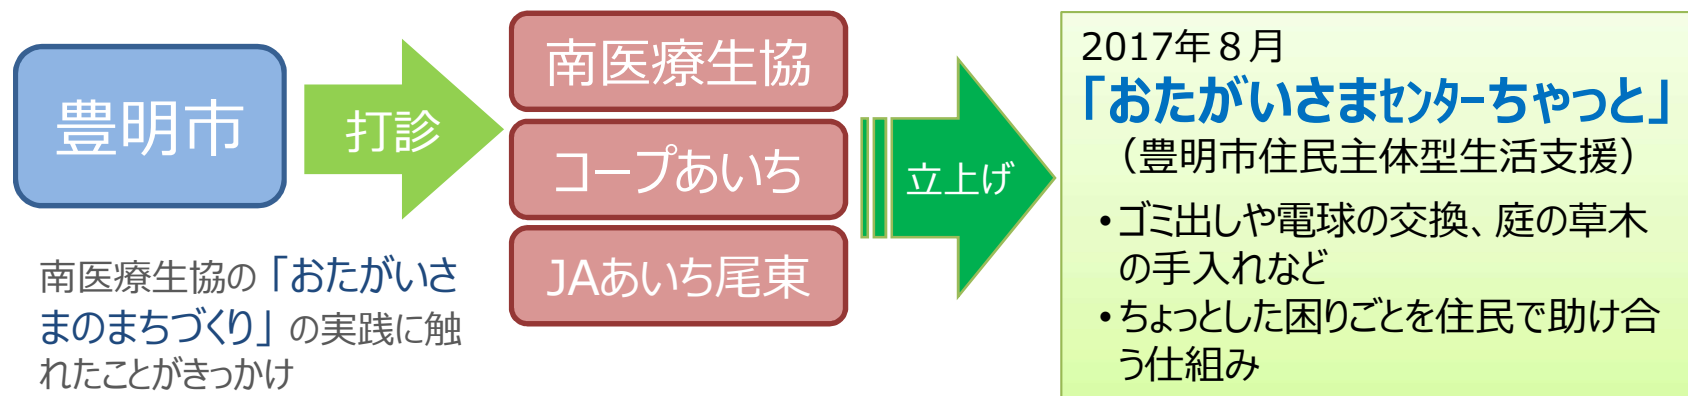 豊明市
打診
南医療生協
コープあいち
JAあいち尾東
立上げ
南医療生協の「おたがいさ
まのまちづくり」の実践に触
れたことがきっかけ
2017年８月
「おたがいさまセンターちゃっと」
（豊明市住民主体型生活支援）
•ゴミ出しや電球の交換、庭の草木
の手入れなど
•ちょっとした困りごとを住民で助け合
う仕組み